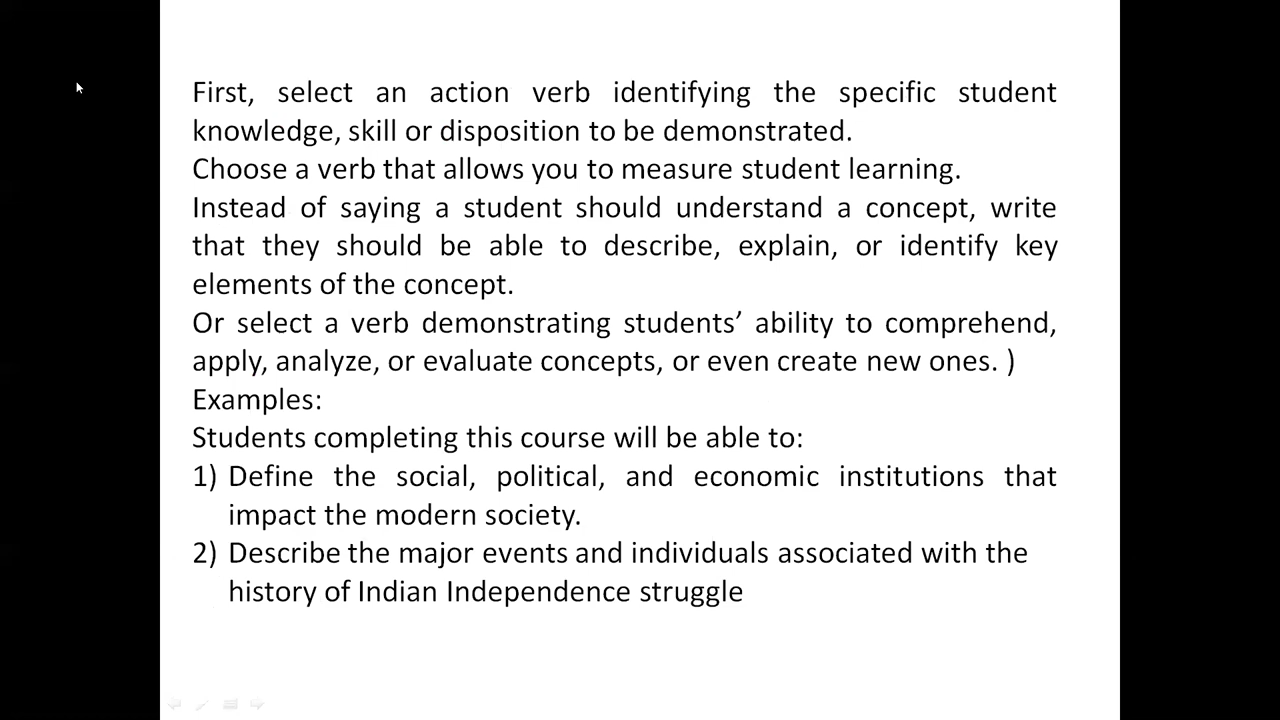 First, select an action verb identifying the specific student
knowledge, skill or disposition to be demonstrated.
Choose a verb that allows you to measure student learning.
Instead of saying a student should understand a concept, write
that they should be able to describe, explain, or identify key
elements of the concept.
Or select a verb demonstrating students’ ability to comprehend,
apply, analyze, or evaluate concepts, or even create new ones. )
Examples:
Students completing this course will be able to:
1) Define the social, political, and economic institutions that
impact the modern society.
2) Describe the major events and individuals associated with the
history of Indian Independence struggle